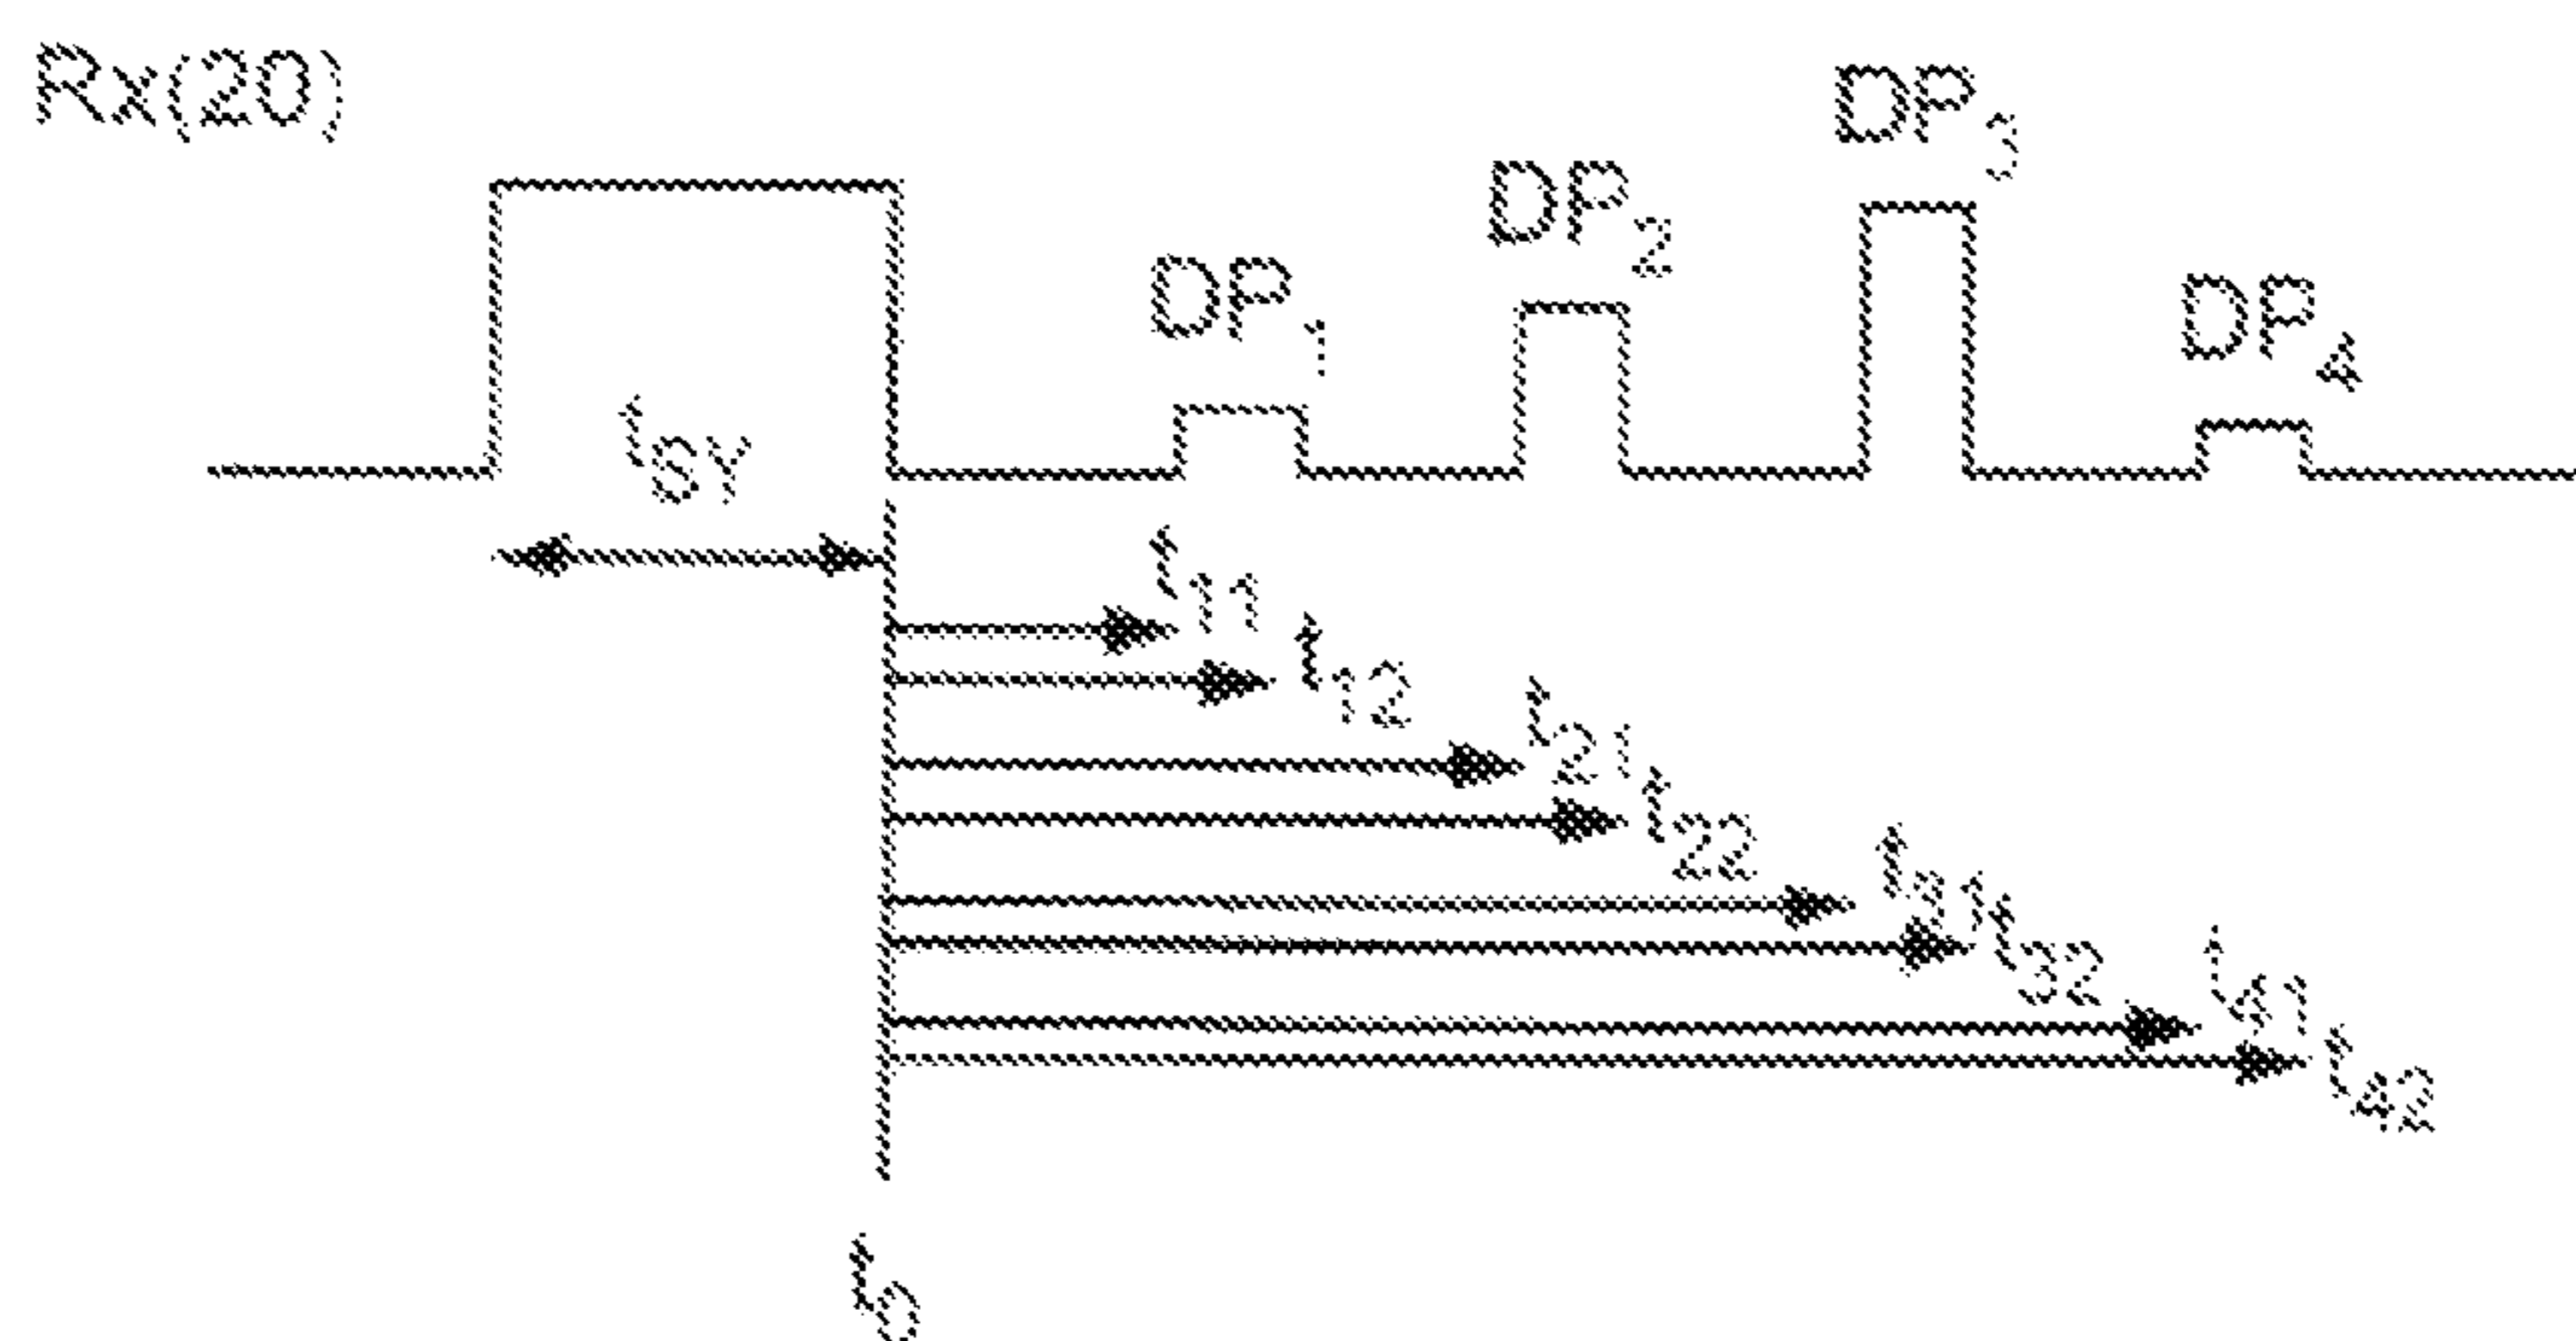 Rx(20)
DP3
DP2
DP1
DP4
tSY
t11
t12
t21
t22
t31
t32
t41
t42
t0